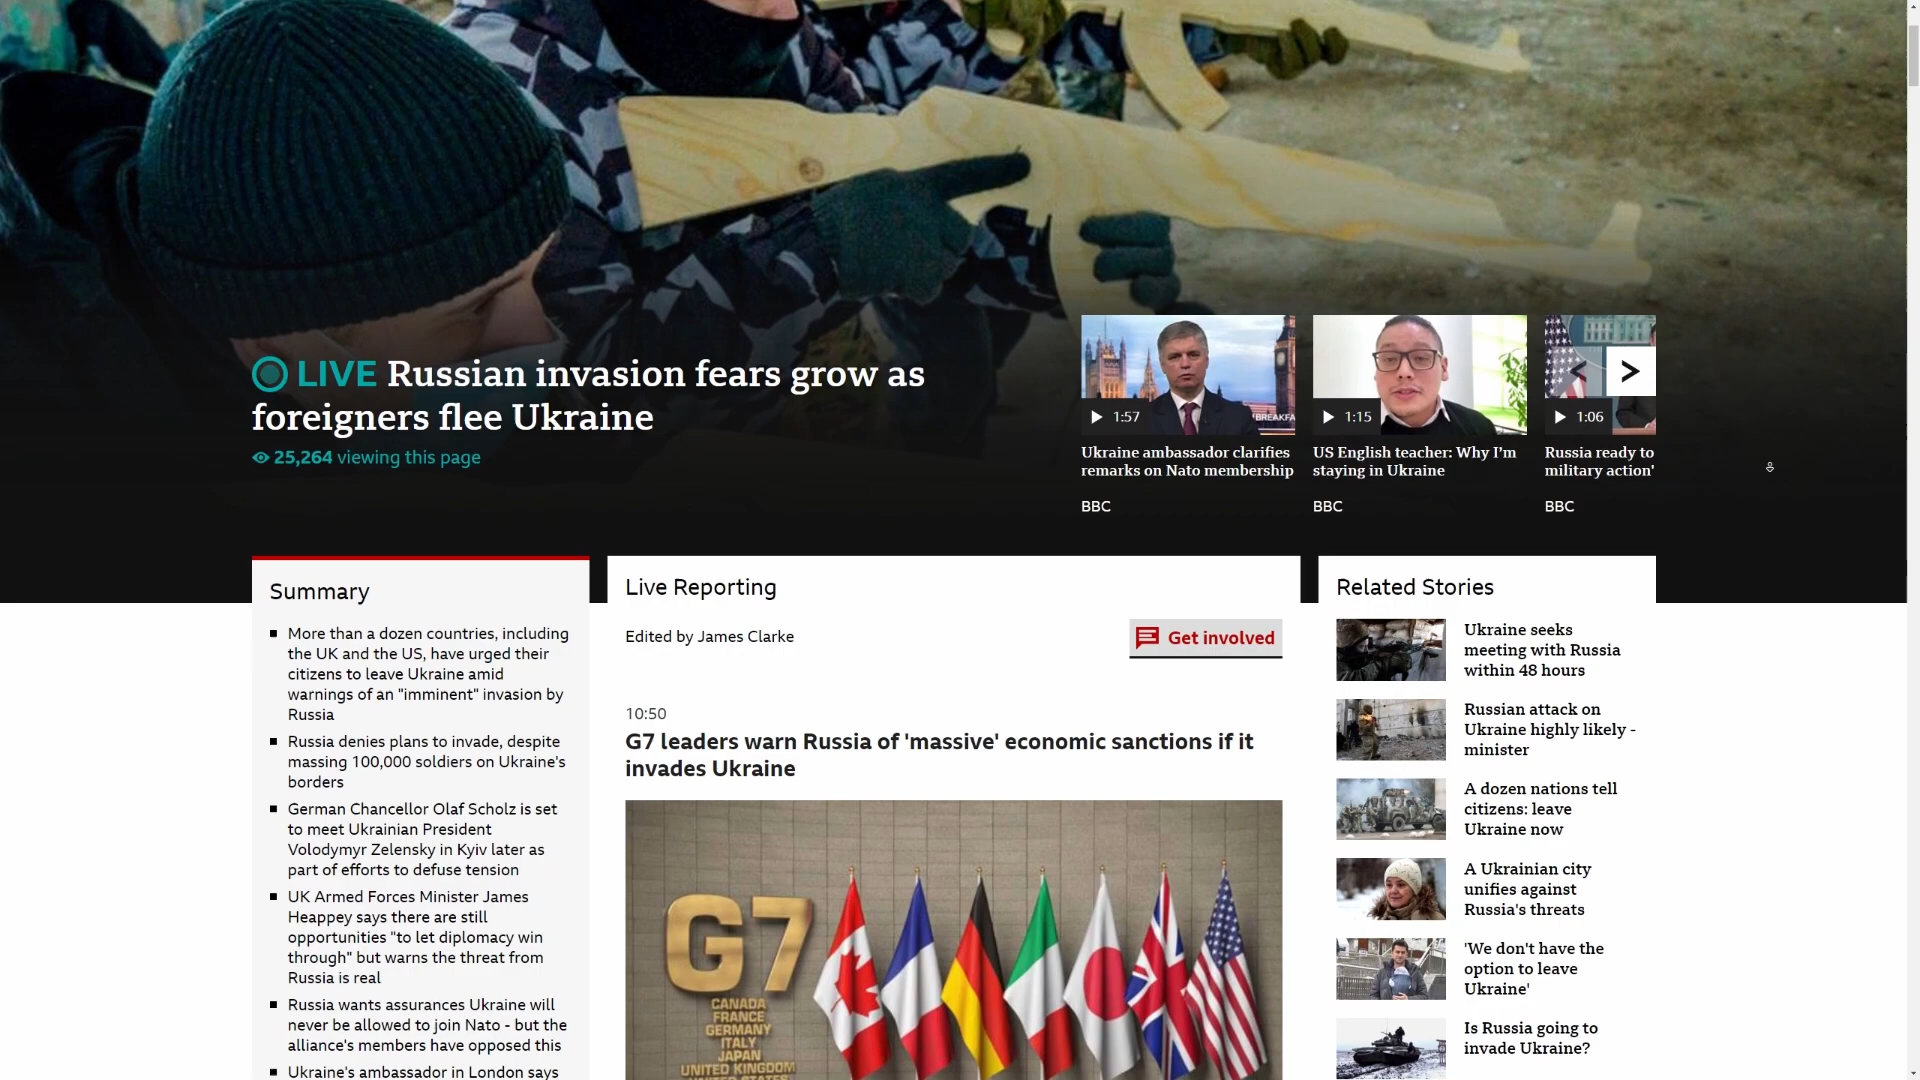 LIVE Russian invasion fears grow as
foreigners flee Ukraine
25,264 viewing this page
1:57
BREAKFA
Ukraine ambassador clarifies
remarks on Nato membership
BBC
1:15
US English teacher: Why I'm
staying in Ukraine
BBC
1:06
Russia ready to
military action'
BBC
Summary
More than a dozen countries, including
the UK and the US, have urged their
citizens to leave Ukraine amid
warnings of an "imminent" invasion by
Russia
Russia denies plans to invade, despite
massing 100,000 soldiers on Ukraine's
borders
German Chancellor Olaf Scholz is set
to meet Ukrainian President
Volodymyr Zelensky in Kyiv later as
part of efforts to defuse tension
UK Armed Forces Minister James
Heappey says there are still
opportunities "to let diplomacy win
through" but warns the threat from
Russia is real
Russia wants assurances Ukraine will
never be allowed to join Nato - but the
alliance's members have opposed this
Ukraine's ambassador in London says
Live Reporting
Edited by James Clarke
Get involved
10:50
G7 leaders warn Russia of 'massive' economic sanctions if it
invades Ukraine
G7
CANADA
FRANCE
GERMANY
ITALY
JAPAN
UNITED KINGDOM
UNITED STATES
Related Stories
Ukraine seeks
meeting with Russia
within 48 hours
Russian attack on
Ukraine highly likely -
minister
A dozen nations tell
citizens: leave
Ukraine now
A Ukrainian city
unifies against
Russia's threats
'We don't have the
option to leave
Ukraine'
Is Russia going to
invade Ukraine?